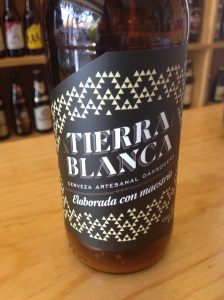 TIERRA
BLANCA
CERVEZA ARTESANAL OAXAQUEÑA
Elaborada con maestría